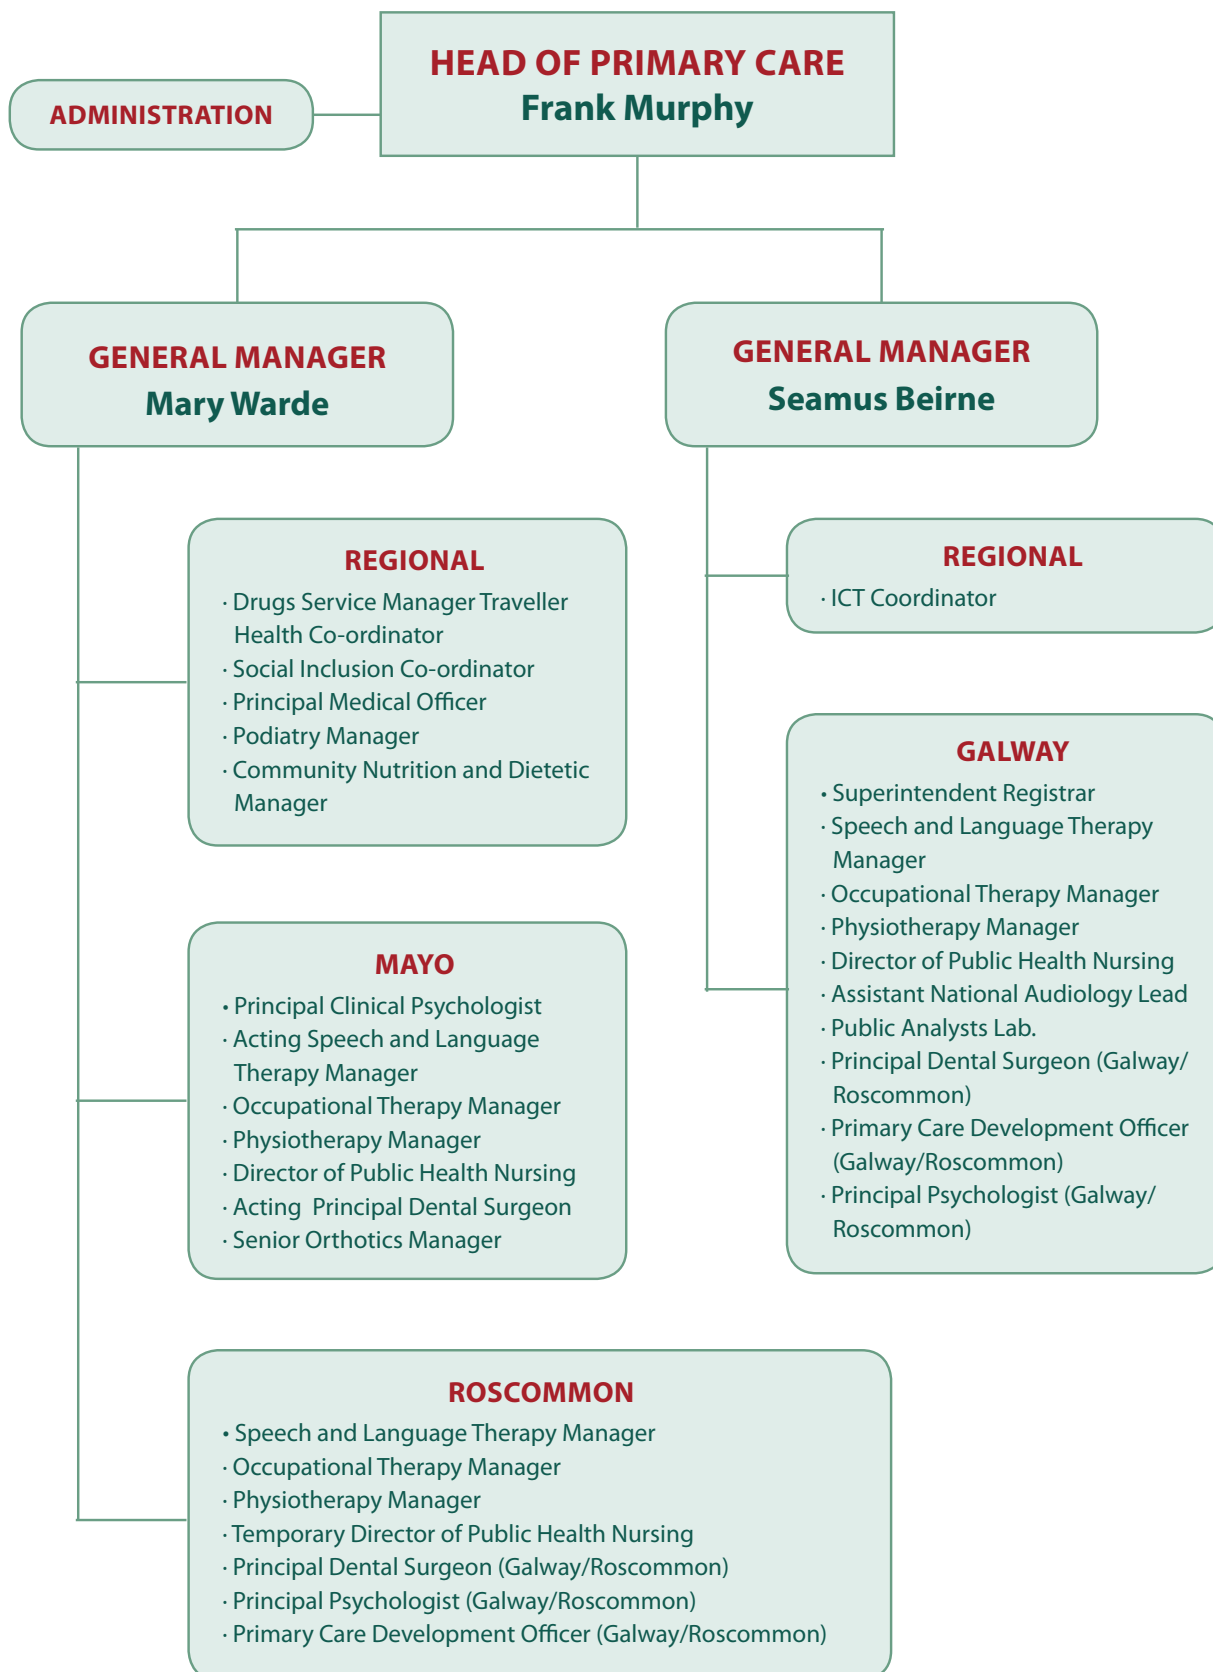 HEAD OF PRIMARY CARE
Frank Murphy
ADMINISTRATION
GENERAL MANAGER
Mary Warde
GENERAL MANAGER
Seamus Beirne
REGIONAL
· Drugs Service Manager Traveller
Health Co-ordinator
· Social Inclusion Co-ordinator
· Principal Medical Officer
· Podiatry Manager
· Community Nutrition and Dietetic
Manager
REGIONAL
· ICT Coordinator
GALWAY
• Superintendent Registrar
· Speech and Language Therapy
Manager
· Occupational Therapy Manager
· Physiotherapy Manager
· Director of Public Health Nursing
· Assistant National Audiology Lead
· Public Analysts Lab.
· Principal Dental Surgeon (Galway/
Roscommon)
· Primary Care Development Officer
(Galway/Roscommon)
· Principal Psychologist (Galway/
Roscommon)
MAYO
• Principal Clinical Psychologist
· Acting Speech and Language
Therapy Manager
· Occupational Therapy Manager
· Physiotherapy Manager
· Director of Public Health Nursing
· Acting  Principal Dental Surgeon
· Senior Orthotics Manager
ROSCOMMON
• Speech and Language Therapy Manager
· Occupational Therapy Manager
· Physiotherapy Manager
· Temporary Director of Public Health Nursing
· Principal Dental Surgeon (Galway/Roscommon)
· Principal Psychologist (Galway/Roscommon)
· Primary Care Development Officer (Galway/Roscommon)